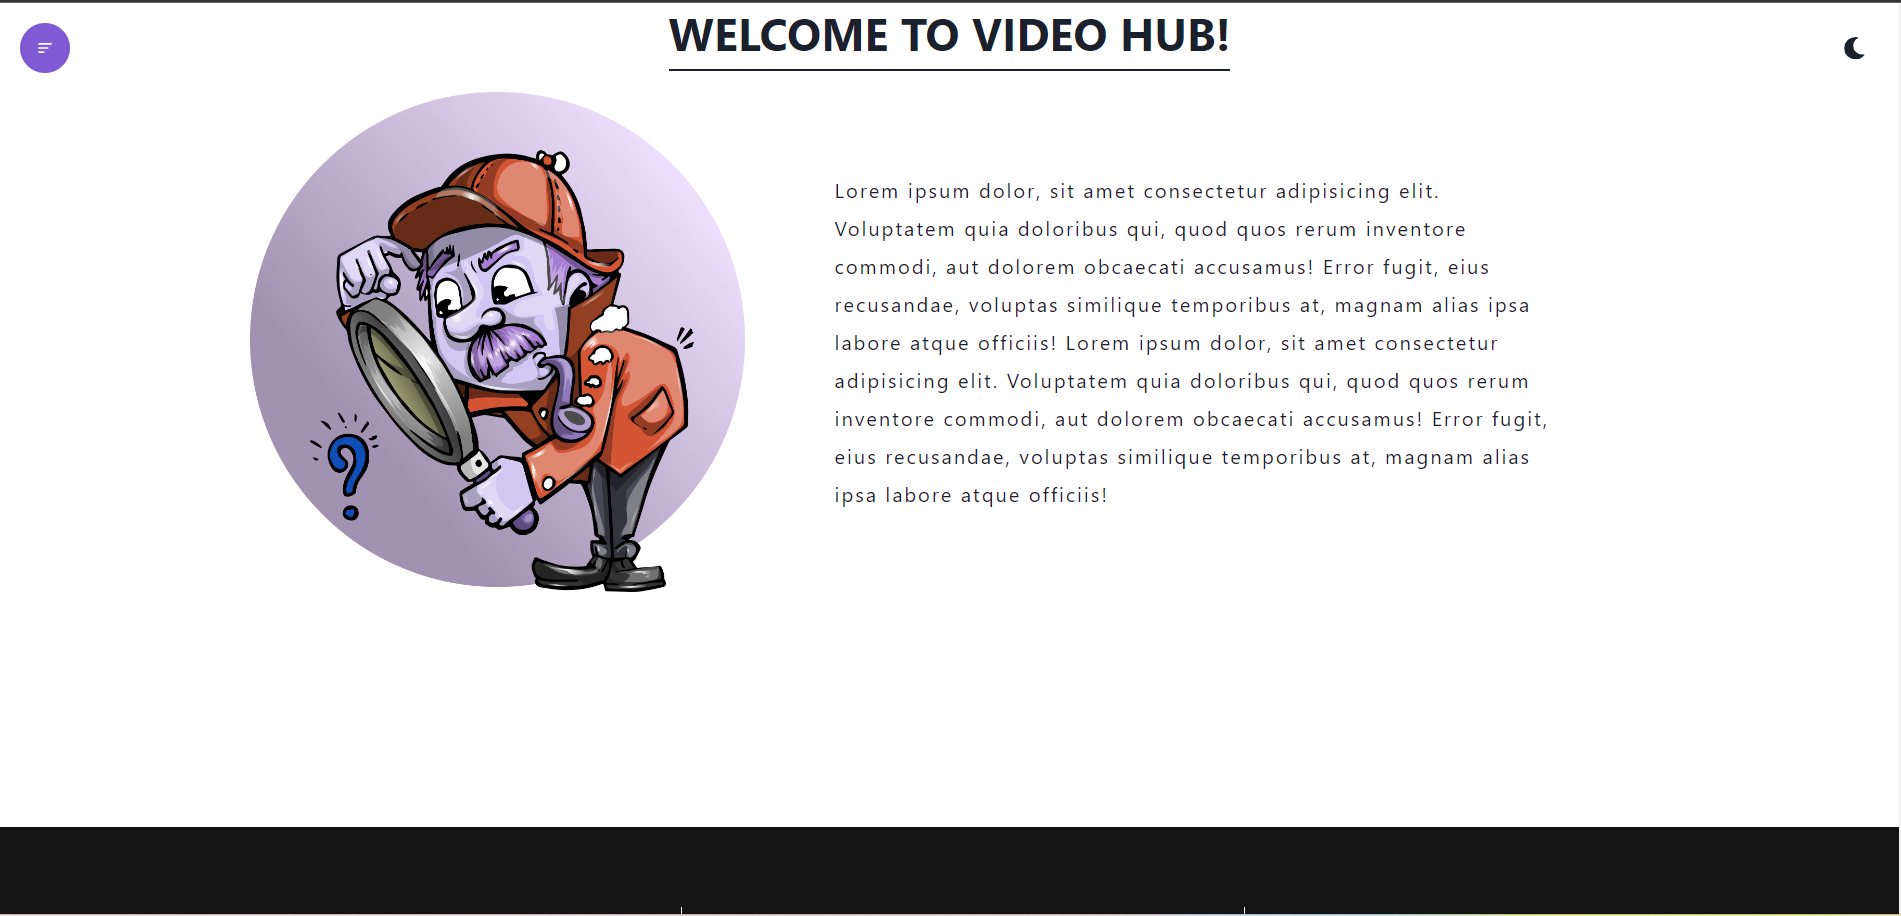 WELCOME TO VIDEO HUB!
Lorem ipsum dolor, sit amet consectetur adipisicing elit.
Voluptatem quia doloribus qui, quod quos rerum inventore
commodi, aut dolorem obcaecati accusamus! Error fugit, eius
recusandae, voluptas similique temporibus at, magnam alias ipsa
labore atque officiis! Lorem ipsum dolor, sit amet consectetur
adipisicing elit. Voluptatem quia doloribus qui, quod quos rerum
inventore commodi, aut dolorem obcaecati accusamus! Error fugit,
eius recusandae, voluptas similique temporibus at, magnam alias
ipsa labore atque officiis!
?